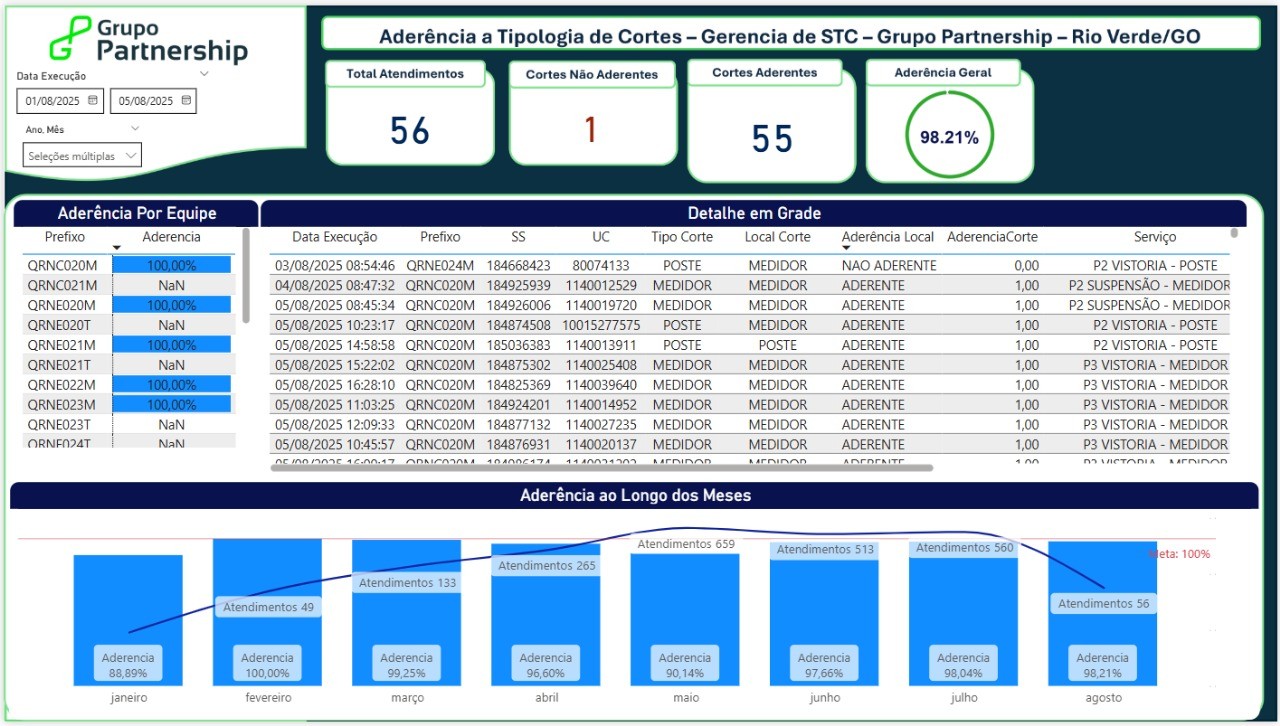 Grupo
Partnership
Aderência a Tipologia de Cortes – Gerencia de STC – Grupo Partnership – Rio Verde/GO
Data Execução
01/08/2025 05/08/2025
Ano, Mês
Seleções múltiplas
Total Atendimentos
56
Cortes Não Aderentes
1
Cortes Aderentes
55
Aderência Geral
98.21%
Aderência Por Equipe
Prefixo Aderencia
QRNC020M 100,00%
QRNC021M NaN
QRNE020M 100,00%
QRNE020T NaN
QRNE021M 100,00%
QRNE021T NaN
QRNE022M 100,00%
QRNE023M 100,00%
QRNE023T NaN
QRNE024T NaN
Detalhe em Grade
Data Execução Prefixo SS UC Tipo Corte Local Corte Aderência Local AderenciaCorte Serviço
03/08/2025 08:54:46 QRNE024M 184668423 80074133 POSTE MEDIDOR NAO ADERENTE 0,00 P2 VISTORIA - POSTE
04/08/2025 08:47:32 QRNC020M 184925939 1140012529 MEDIDOR MEDIDOR ADERENTE 1,00 P2 SUSPENSÃO - MEDIDOR
05/08/2025 08:45:34 QRNC020M 184926006 1140019720 MEDIDOR MEDIDOR ADERENTE 1,00 P2 SUSPENSÃO - MEDIDOR
05/08/2025 10:23:17 QRNC020M 184874508 10015277575 POSTE MEDIDOR ADERENTE 1,00 P2 VISTORIA - POSTE
05/08/2025 14:58:58 QRNC020M 185035383 1140013911 POSTE POSTE ADERENTE 1,00 P2 VISTORIA - POSTE
05/08/2025 15:22:02 QRNC020M 184875302 1140025408 MEDIDOR MEDIDOR ADERENTE 1,00 P3 VISTORIA - MEDIDOR
05/08/2025 16:28:10 QRNC020M 184825369 1140039640 MEDIDOR MEDIDOR ADERENTE 1,00 P3 VISTORIA - MEDIDOR
05/08/2025 11:03:25 QRNC020M 184924201 1140014952 MEDIDOR MEDIDOR ADERENTE 1,00 P3 VISTORIA - MEDIDOR
05/08/2025 12:09:33 QRNC020M 184877132 1140027235 MEDIDOR MEDIDOR ADERENTE 1,00 P3 VISTORIA - MEDIDOR
05/08/2025 10:45:57 QRNC020M 184876931 1140020137 MEDIDOR MEDIDOR ADERENTE 1,00 P3 VISTORIA - MEDIDOR
05/08/2025 QRNC020M MEDIDOR MEDIDOR ADERENTE 1,00 P3 VISTORIA - MEDIDOR
Aderência ao Longo dos Meses
Meta: 100%
Atendimentos 49
Atendimentos 133
Atendimentos 265
Atendimentos 659
Atendimentos 513
Atendimentos 560
Atendimentos 56
Aderencia Aderencia Aderencia Aderencia Aderencia Aderencia Aderencia Aderencia
88,89% 100,00% 99,25% 96,60% 90,14% 97,66% 98,04% 98,21%
janeiro fevereiro março abril maio junho julho agosto